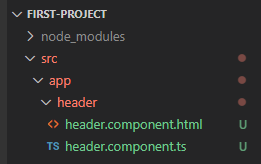 FIRST-PROJECT
node_modules
src
app
header
<> header.component.html U
TS header.component.ts U